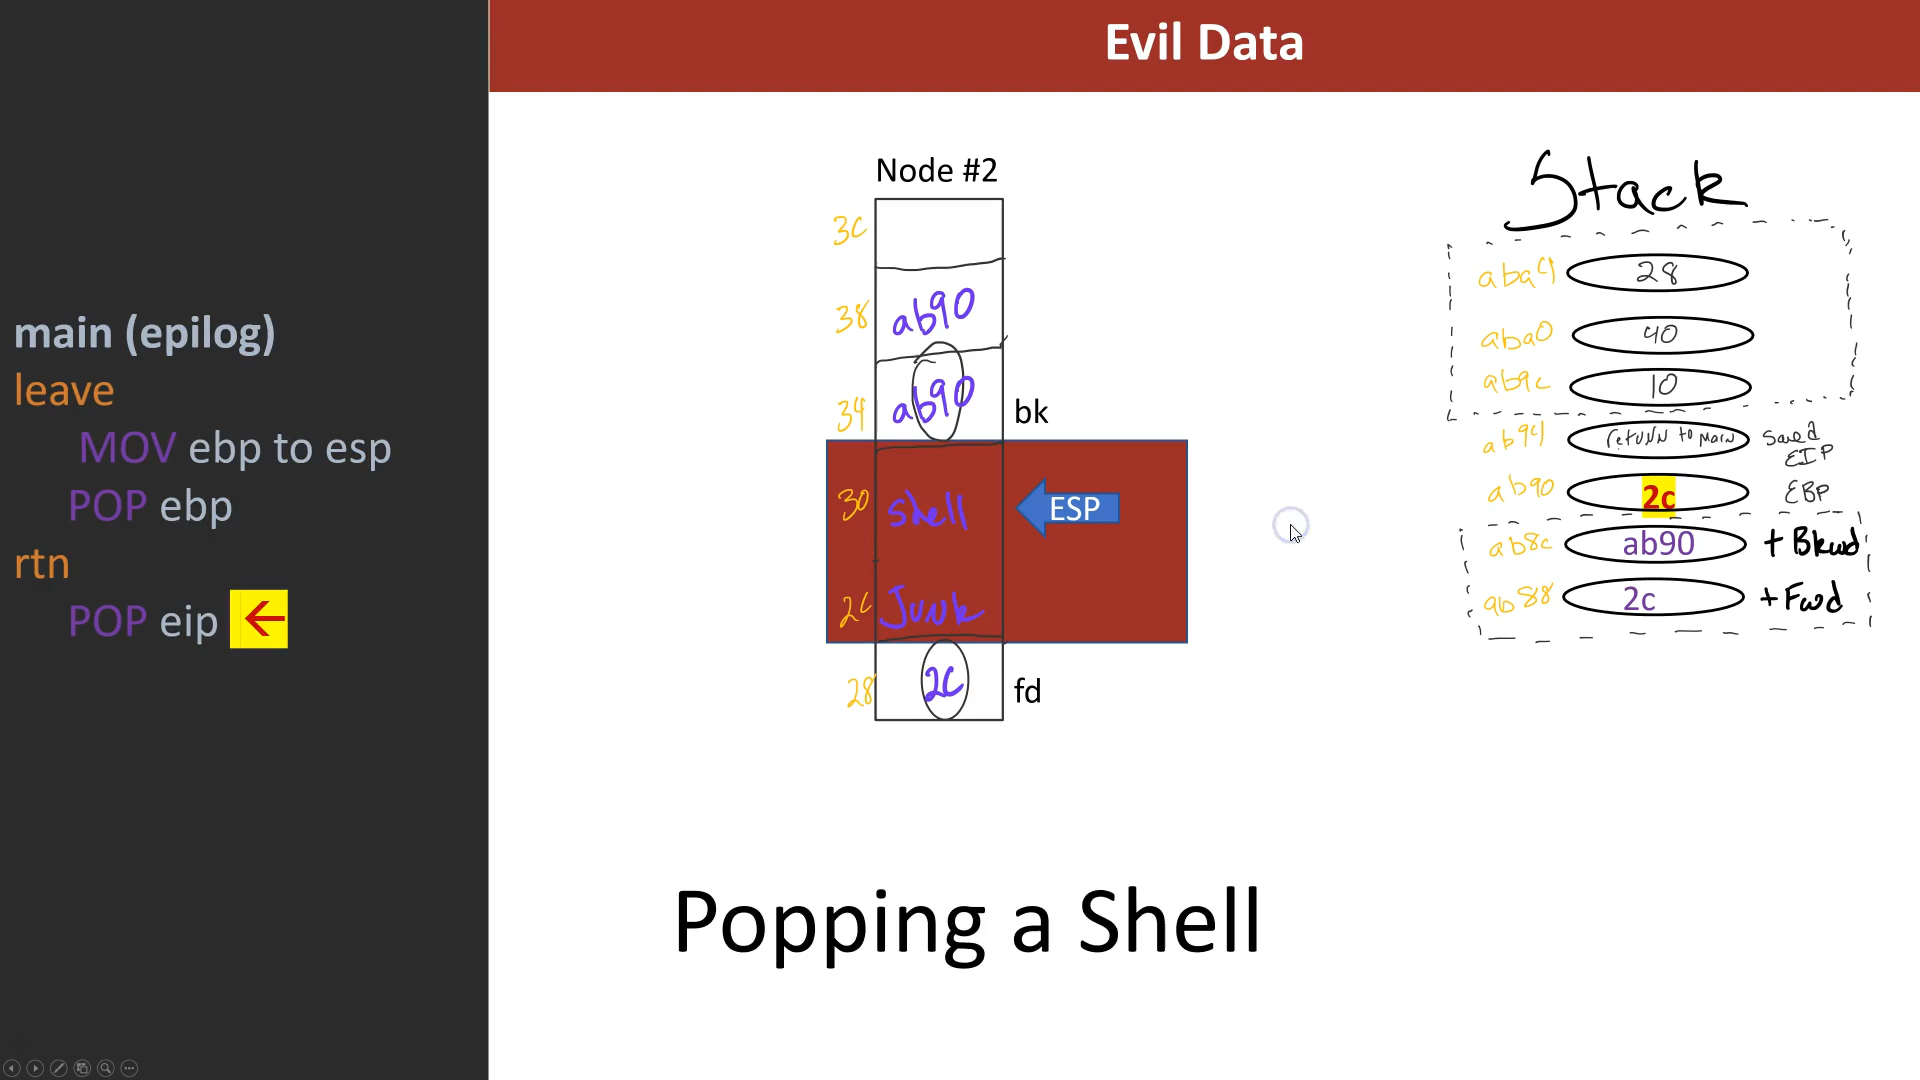 Evil Data
main (epilog)
leave
MOV ebp to esp
POP ebp
rtn
POP eip ←
Node #2
3C
38 ab90
34 ab90 bk
30 shell ESP
2C Junk
28 2C fd
Stack
aba4 28
aba0 40
ab9c 10
ab94 return to main saved EIP
ab90 2c EBP
ab8c ab90 + Bkwd
ab88 2c + Fwd
Popping a Shell